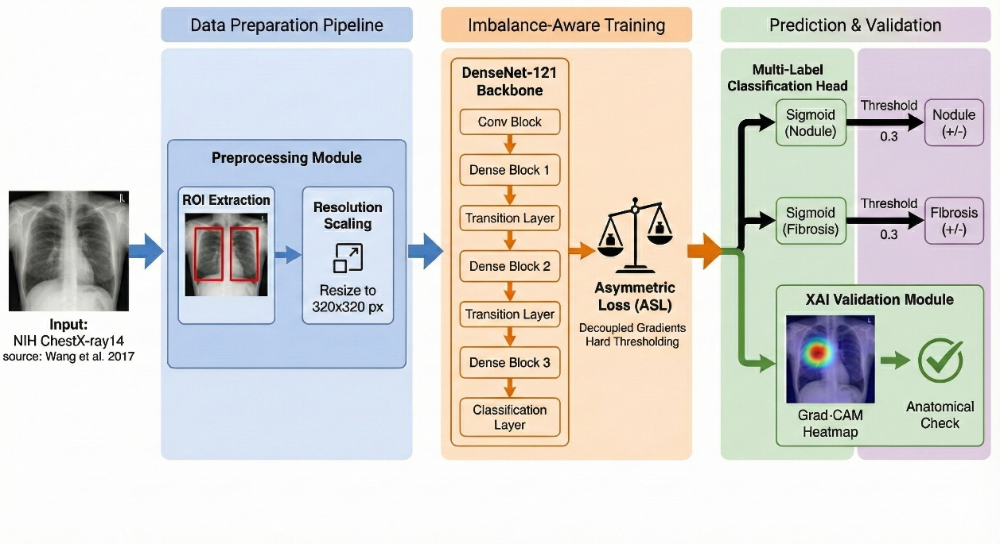 Data Preparation Pipeline
Imbalance-Aware Training
Prediction & Validation
Input:
NIH ChestX-ray14
source: Wang et al. 2017
L
Preprocessing Module
ROI Extraction
L
Resolution
Scaling
Resize to
320x320 px
DenseNet-121
Backbone
Conv Block
Dense Block 1
Transition Layer
Dense Block 2
Transition Layer
Dense Block 3
Classification
Layer
Asymmetric
Loss (ASL)
Decoupled Gradients
Hard Thresholding
Multi-Label
Classification Head
Sigmoid
(Nodule)
Threshold
0.3
Nodule
(+/-)
Sigmoid
(Fibrosis)
Threshold
0.3
FIbrosis
(+/-)
XAI Validation Module
L
Grad·CAM
Heatmap
Anatomical
Check